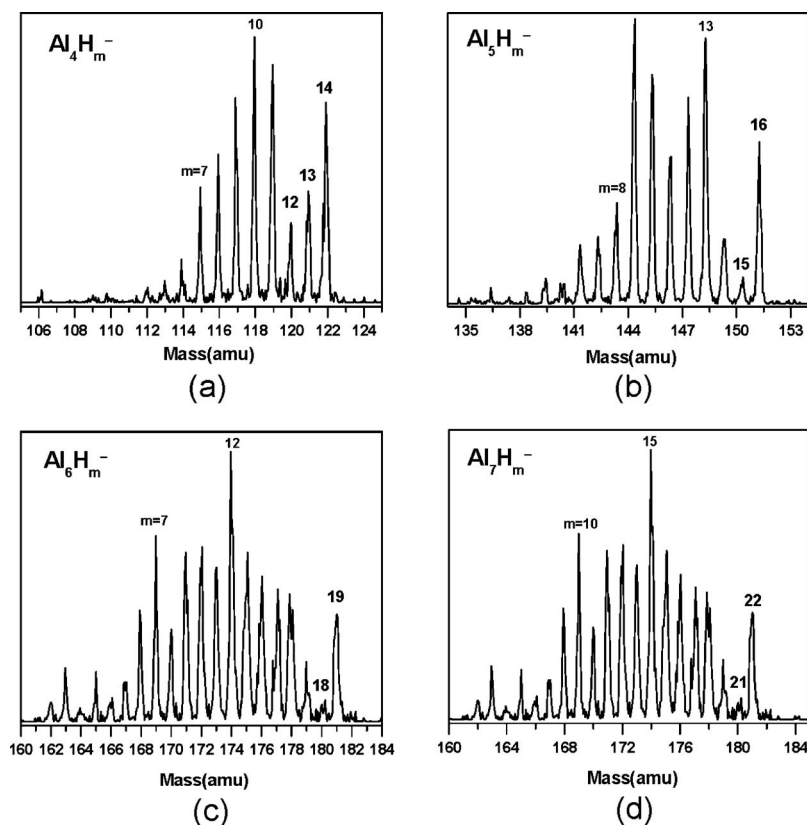 Al₄Hₘ⁻
10
14
m=7
13
12
106 108 110 112 114 116 118 120 122 124
Mass(amu)
(a)
Al₅Hₘ⁻
13
16
m=8
15
135 138 141 144 147 150 153
Mass(amu)
(b)
Al₆Hₘ⁻
12
m=7
19
18
160 162 164 166 168 170 172 174 176 178 180 182 184
Mass(amu)
(c)
Al₇Hₘ⁻
15
m=10
22
21
160 164 168 172 176 180 184
Mass(amu)
(d)